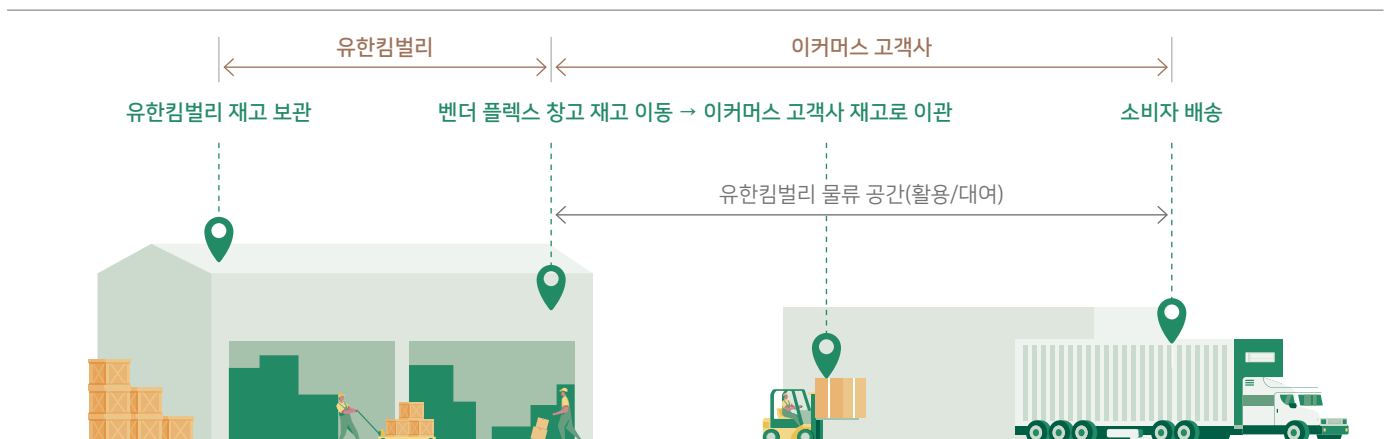 유한킴벌리
이커머스 고객사
유한킴벌리 재고 보관
벤더 플렉스 창고 재고 이동 → 이커머스 고객사 재고로 이관
소비자 배송
유한킴벌리 물류 공간(활용/대여)